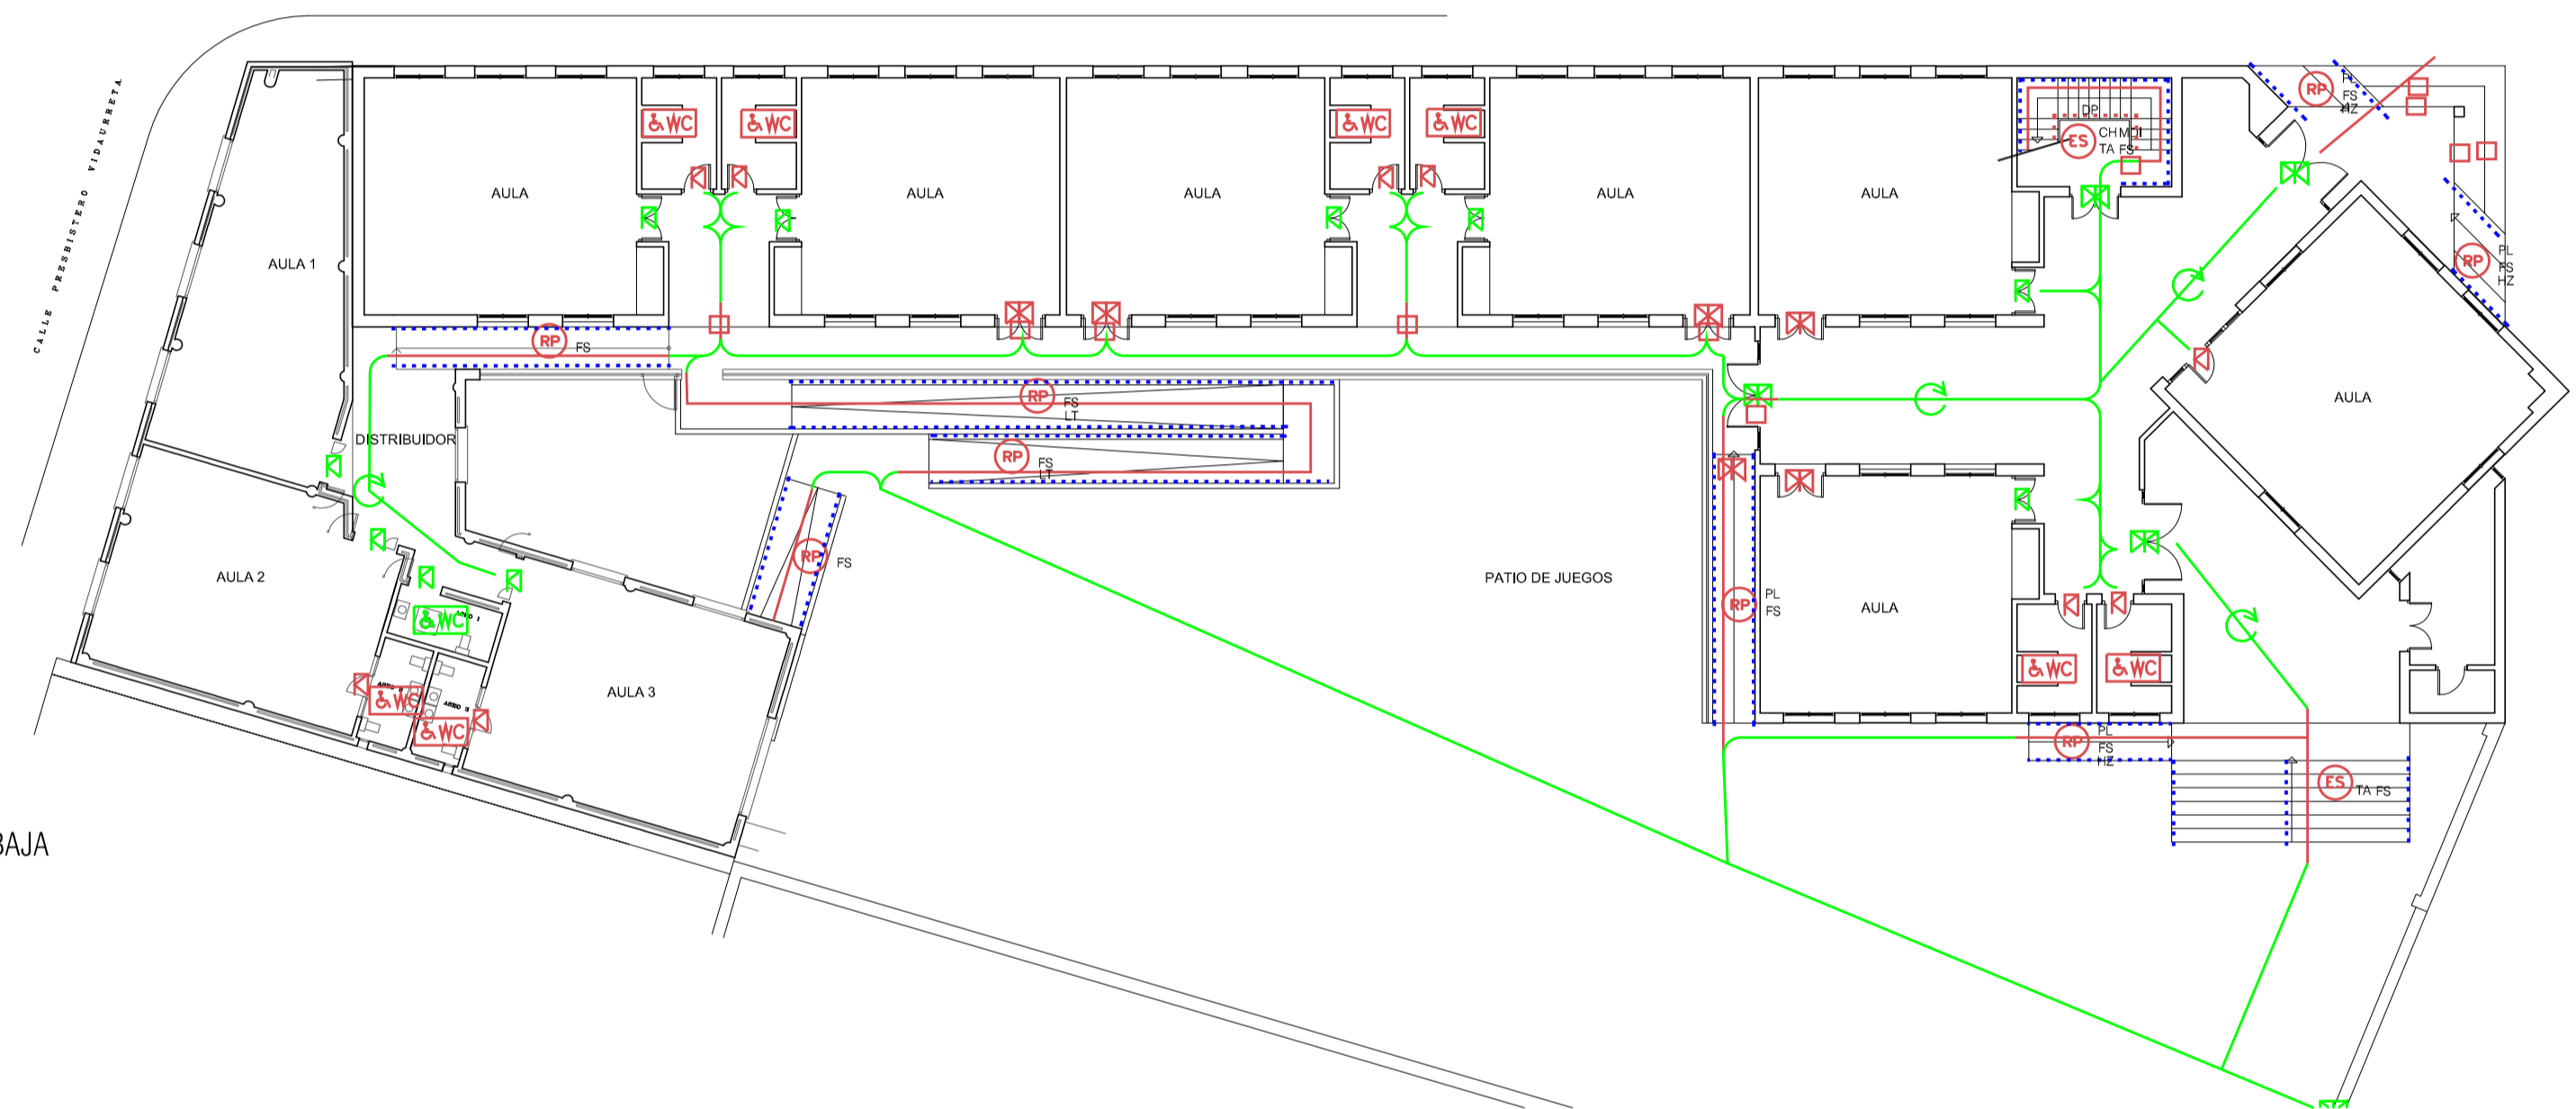 CALLE PRESBISTERO VIDAURRETA
AULA 1
AULA
WC
WC
AULA
AULA
WC
WC
AULA
AULA
DP
ES
CH MDI
TA FS
RP
PL
FS
HZ
RP
PL
FS
HZ
RP
FS
RP
FS
LT
RP
FS
LT
DISTRIBUIDOR
AULA
AULA 2
WC
RP
FS
PATIO DE JUEGOS
RP
PL
FS
AULA
WC
WC
WC
WC
AULA 3
RP
PL
FS
HZ
ES
TA FS
BAJA